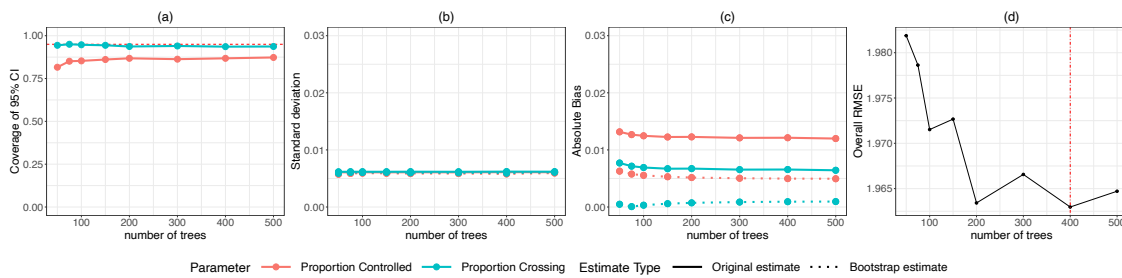 (a)
Coverage of 95% CI
1.00
0.75
0.50
0.25
0.00
100 200 300 400 500
number of trees
(b)
Standard deviation
0.03
0.02
0.01
0.00
100 200 300 400 500
number of trees
(c)
Absolute Bias
0.03
0.02
0.01
0.00
100 200 300 400 500
number of trees
(d)
Overall RMSE
1.980
1.975
1.970
1.965
100 200 300 400 500
number of trees
Parameter Proportion Controlled Proportion Crossing Estimate Type Original estimate Bootstrap estimate